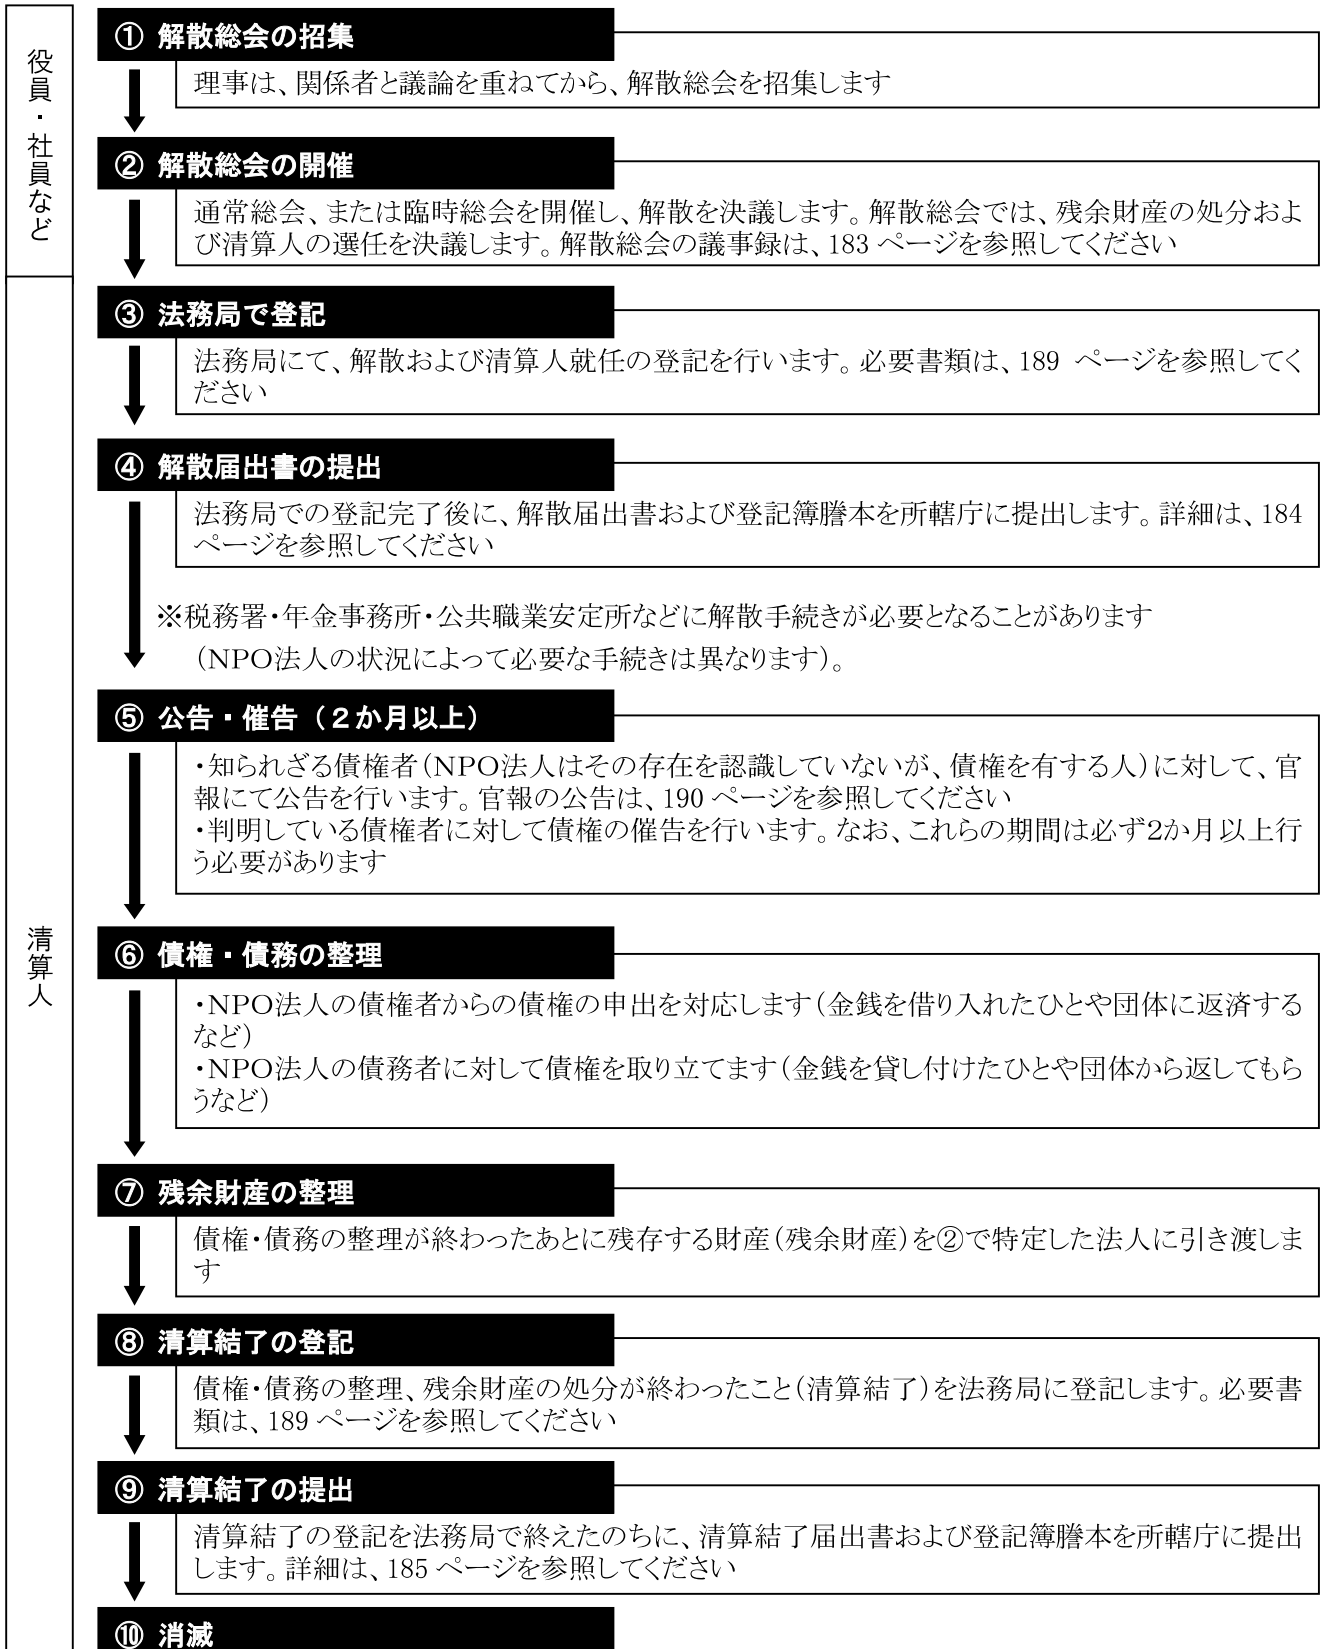 役員・社員など
① 解散総会の招集
理事は、関係者と議論を重ねてから、解散総会を招集します
② 解散総会の開催
通常総会、または臨時総会を開催し、解散を決議します。解散総会では、残余財産の処分およ
び清算人の選任を決議します。解散総会の議事録は、183 ページを参照してください
清算人
③ 法務局で登記
法務局にて、解散および清算人就任の登記を行います。必要書類は、189 ページを参照してく
ださい
④ 解散届出書の提出
法務局での登記完了後に、解散届出書および登記簿謄本を所轄庁に提出します。詳細は、184
ページを参照してください
※税務署・年金事務所・公共職業安定所などに解散手続きが必要となることがあります
（NPO法人の状況によって必要な手続きは異なります）。
⑤ 公告・催告（２か月以上）
・知られざる債権者（NPO法人はその存在を認識していないが、債権を有する人）に対して、官
報にて公告を行います。官報の公告は、190 ページを参照してください
・判明している債権者に対して債権の催告を行います。なお、これらの期間は必ず２か月以上行
う必要があります
⑥ 債権・債務の整理
・NPO法人の債権者からの債権の申出を対応します（金銭を借り入れたひとや団体に返済する
など）
・NPO法人の債務者に対して債権を取り立てます（金銭を貸し付けたひとや団体から返してもら
うなど）
⑦ 残余財産の整理
債権・債務の整理が終わったあとに残存する財産（残余財産）を②で特定した法人に引き渡しま
す
⑧ 清算結了の登記
債権・債務の整理、残余財産の処分が終わったこと（清算結了）を法務局に登記します。必要書
類は、189 ページを参照してください
⑨ 清算結了の提出
清算結了の登記を法務局で終えたのちに、清算結了届出書および登記簿謄本を所轄庁に提出
します。詳細は、185 ページを参照してください
⑩ 消滅